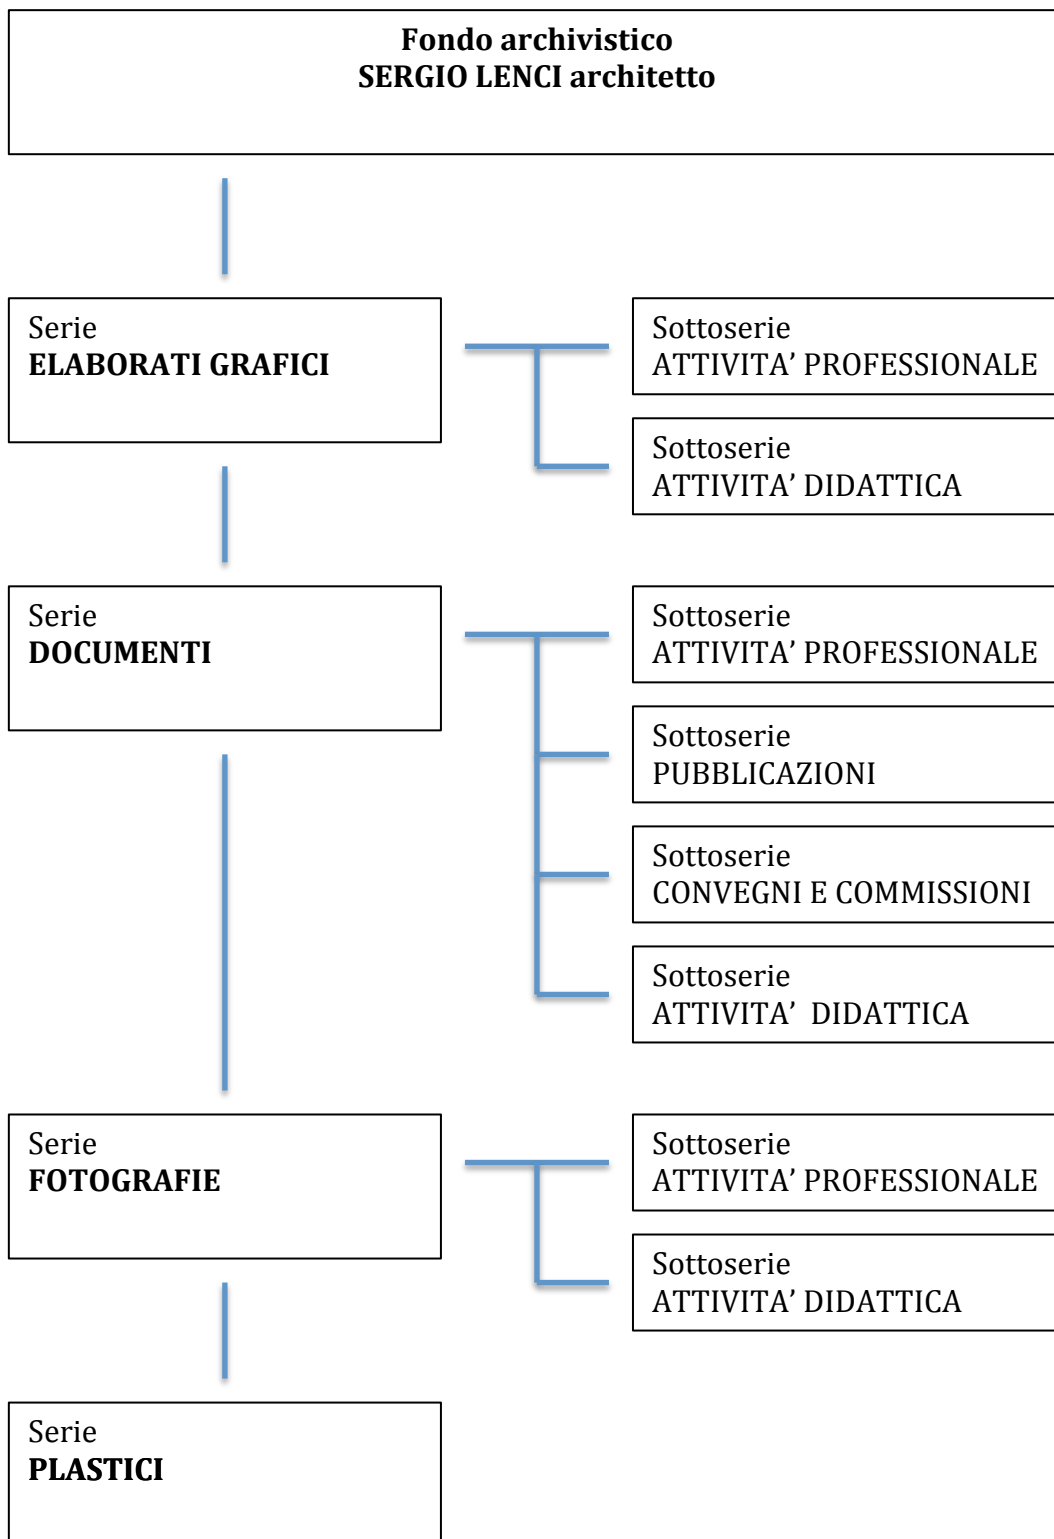 Fondo archivistico
SERGIO LENCI architetto
Serie
ELABORATI GRAFICI
Sottoserie
ATTIVITA’ PROFESSIONALE
Sottoserie
ATTIVITA’ DIDATTICA
Serie
DOCUMENTI
Sottoserie
ATTIVITA’ PROFESSIONALE
Sottoserie
PUBBLICAZIONI
Sottoserie
CONVEGNI E COMMISSIONI
Sottoserie
ATTIVITA’  DIDATTICA
Serie
FOTOGRAFIE
Sottoserie
ATTIVITA’ PROFESSIONALE
Sottoserie
ATTIVITA’ DIDATTICA
Serie
PLASTICI